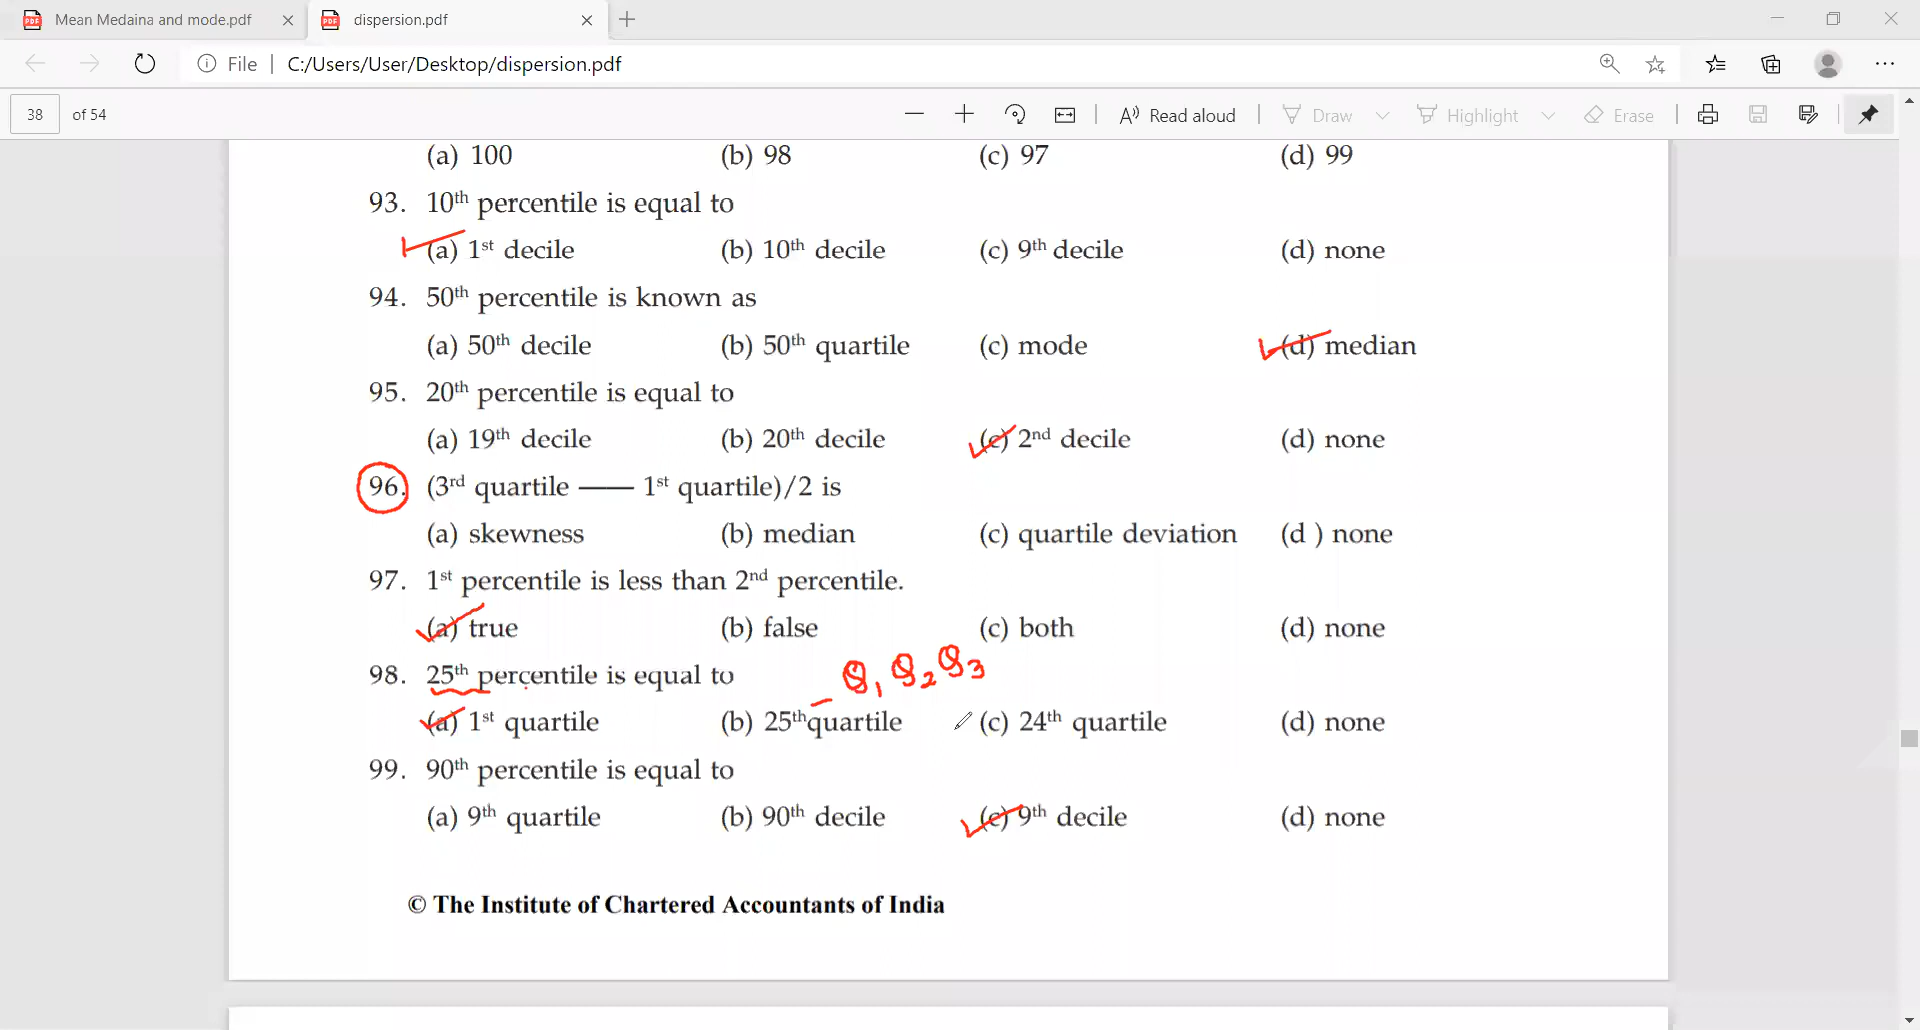 Mean Medaina and mode.pdf
dispersion.pdf
File | C:/Users/User/Desktop/dispersion.pdf
38 of 54 Read aloud Draw Highlight Erase
(a) 100 (b) 98 (c) 97 (d) 99
93. 10th percentile is equal to
(a) 1st decile (b) 10th decile (c) 9th decile (d) none
94. 50th percentile is known as
(a) 50th decile (b) 50th quartile (c) mode (d) median
95. 20th percentile is equal to
(a) 19th decile (b) 20th decile (c) 2nd decile (d) none
96. (3rd quartile —— 1st quartile)/2 is
(a) skewness (b) median (c) quartile deviation (d ) none
97. 1st percentile is less than 2nd percentile.
(a) true (b) false (c) both (d) none
Q1 Q2 Q3
98. 25th percentile is equal to
(a) 1st quartile (b) 25th quartile (c) 24th quartile (d) none
99. 90th percentile is equal to
(a) 9th quartile (b) 90th decile (c) 9th decile (d) none
© The Institute of Chartered Accountants of India